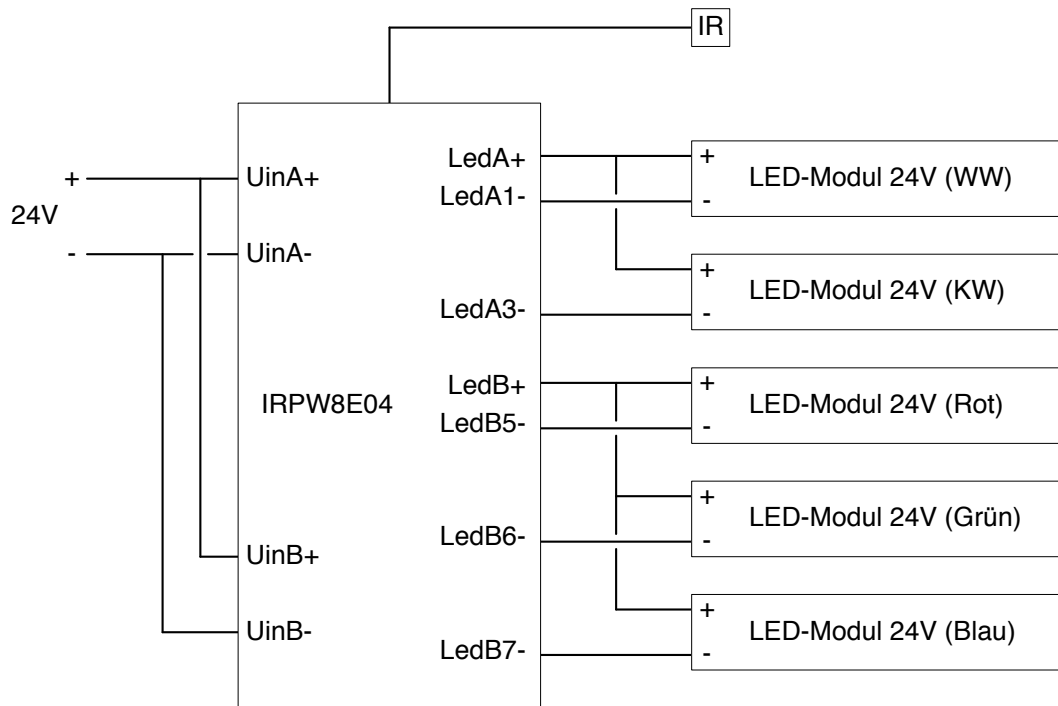 IR
LedA+
+
LED-Modul 24V (WW)
+
UinA+
LedA1-
-
24V
-
UinA-
+
LED-Modul 24V (KW)
LedA3-
-
LedB+
+
LED-Modul 24V (Rot)
IRPW8E04
LedB5-
-
+
LED-Modul 24V (Grün)
LedB6-
-
UinB+
+
LED-Modul 24V (Blau)
UinB-
LedB7-
-